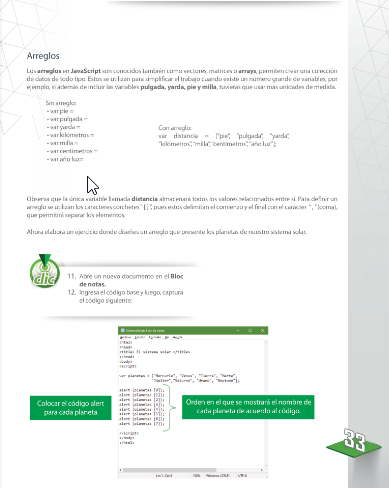 Arreglos
Los arreglos en JavaScript son conocidos también como vectores, matrices o arrays, permiten crear una colección
de datos de todo tipo. Estos se utilizan para simplificar el trabajo cuando existe un número grande de variables, por
ejemplo, si además de incluir las variables pulgada, yarda, pie y milla, tuvieras que usar más unidades de medida.
Sin arreglo:
- var pie =
- var pulgada =
- var yarda =
- var kilómetros =
- var milla =
- var centímetros =
- var año luz=
Con arreglo:
var distancia = ["pie", "pulgada", "yarda",
"kilómetros","milla","centímetros","año luz"];
Observa que la única variable llamada distancia almacenará todos los valores relacionados entre sí. Para definir un
arreglo se utilizan los caracteres corchetes " [ ] ", pues estos delimitan el comienzo y el final con el carácter " , " (coma),
que permitirá separar los elementos.
Ahora elabora un ejercicio donde diseñes un arreglo que presente los planetas de nuestro sistema solar.
clic
11. Abre un nuevo documento en el Bloc
de notas.
12. Ingresa el código base y luego, captura
el código siguiente:
<html>
<head>
<title> El sistema solar </title>
</head>
<body>
<script>
var planetas = ["Mercurio", "Venus", "Tierra", "Marte",
"Júpiter","Saturno", "Urano", "Neptuno"];
alert (planetas [0]);
alert (planetas [1]);
alert (planetas [2]);
alert (planetas [3]);
alert (planetas [4]);
alert (planetas [5]);
alert (planetas [6]);
alert (planetas [7]);
</script>
</body>
</html>
Colocar el código alert
para cada planeta.
Orden en el que se mostrará el nombre de
cada planeta de acuerdo al código.
100% Windows (CRLF) UTF-8
33